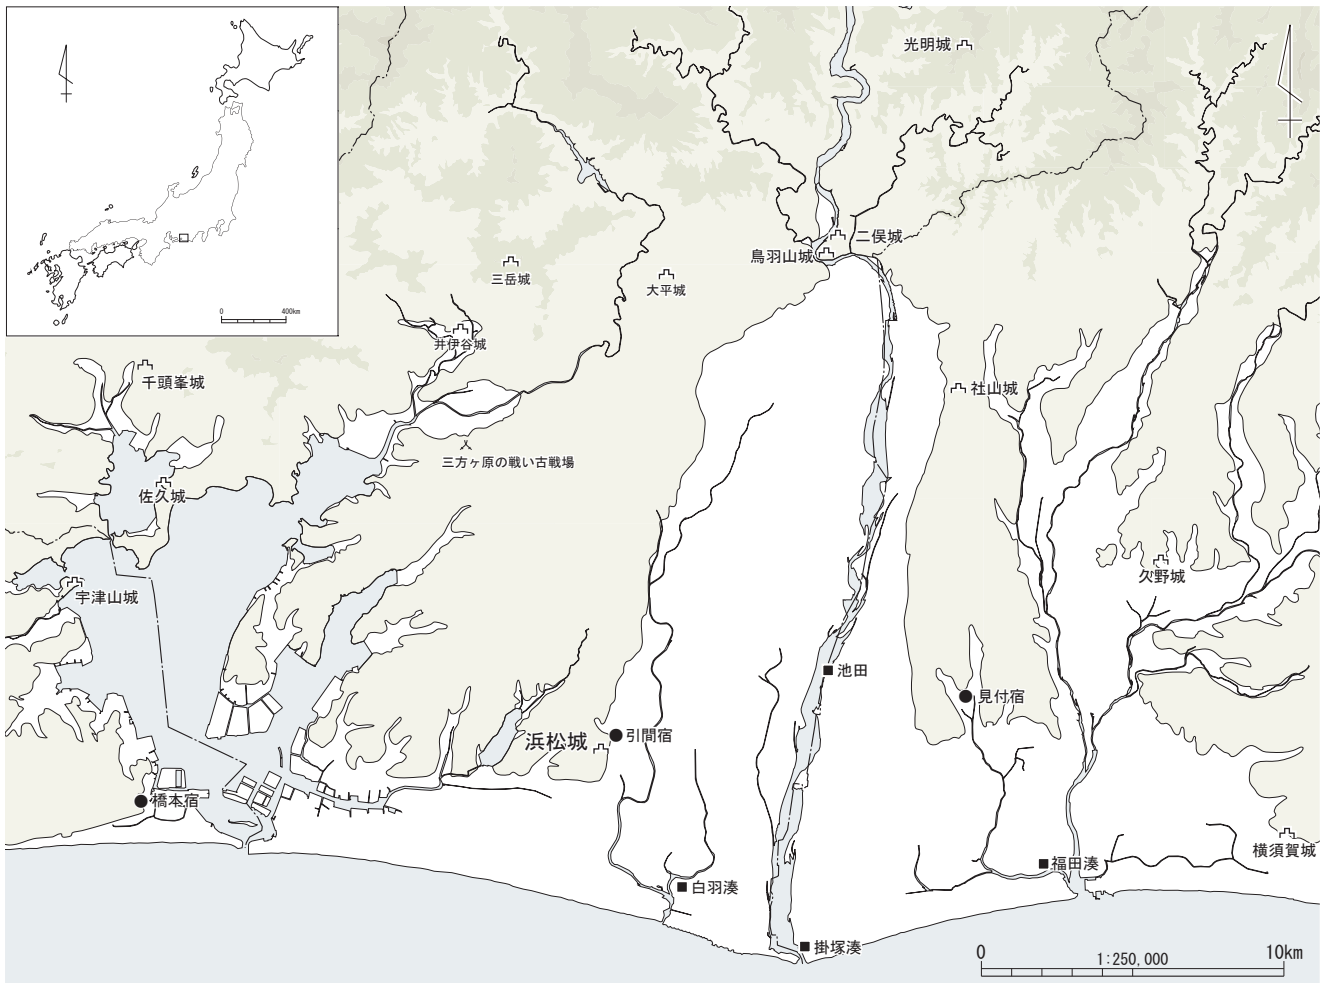 光明城
二俣城
鳥羽山城
三岳城
大平城
0
400km
井伊谷城
千頭峯城
社山城
三方ヶ原の戦い古戦場
佐久城
久野城
宇津山城
池田
見付宿
引間宿
浜松城
橋本宿
横須賀城
福田湊
白羽湊
掛塚湊
0
1:250,000
10km